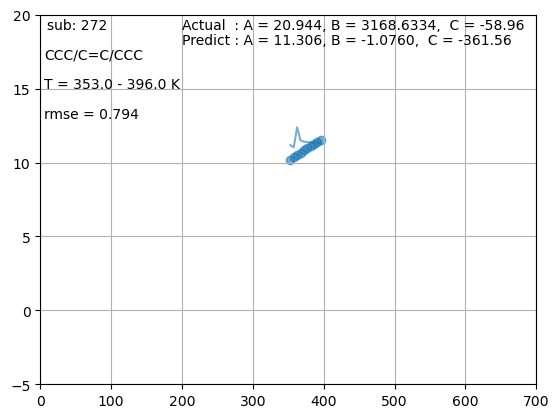 sub: 272
Actual : A = 20.944, B = 3168.6334, C = -58.96
Predict : A = 11.306, B = -1.0760, C = -361.56
CCC/C=C/CCC
T = 353.0 - 396.0 K
rmse = 0.794
20
15
10
5
0
−5
0 100 200 300 400 500 600 700